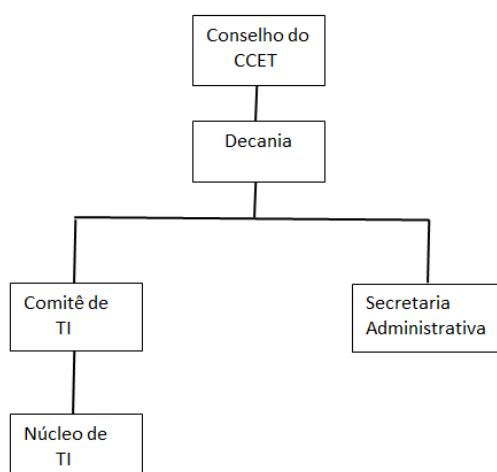 Conselho do
CCET
Decania
Comitê de
TI
Secretaria
Administrativa
Núcleo de
TI